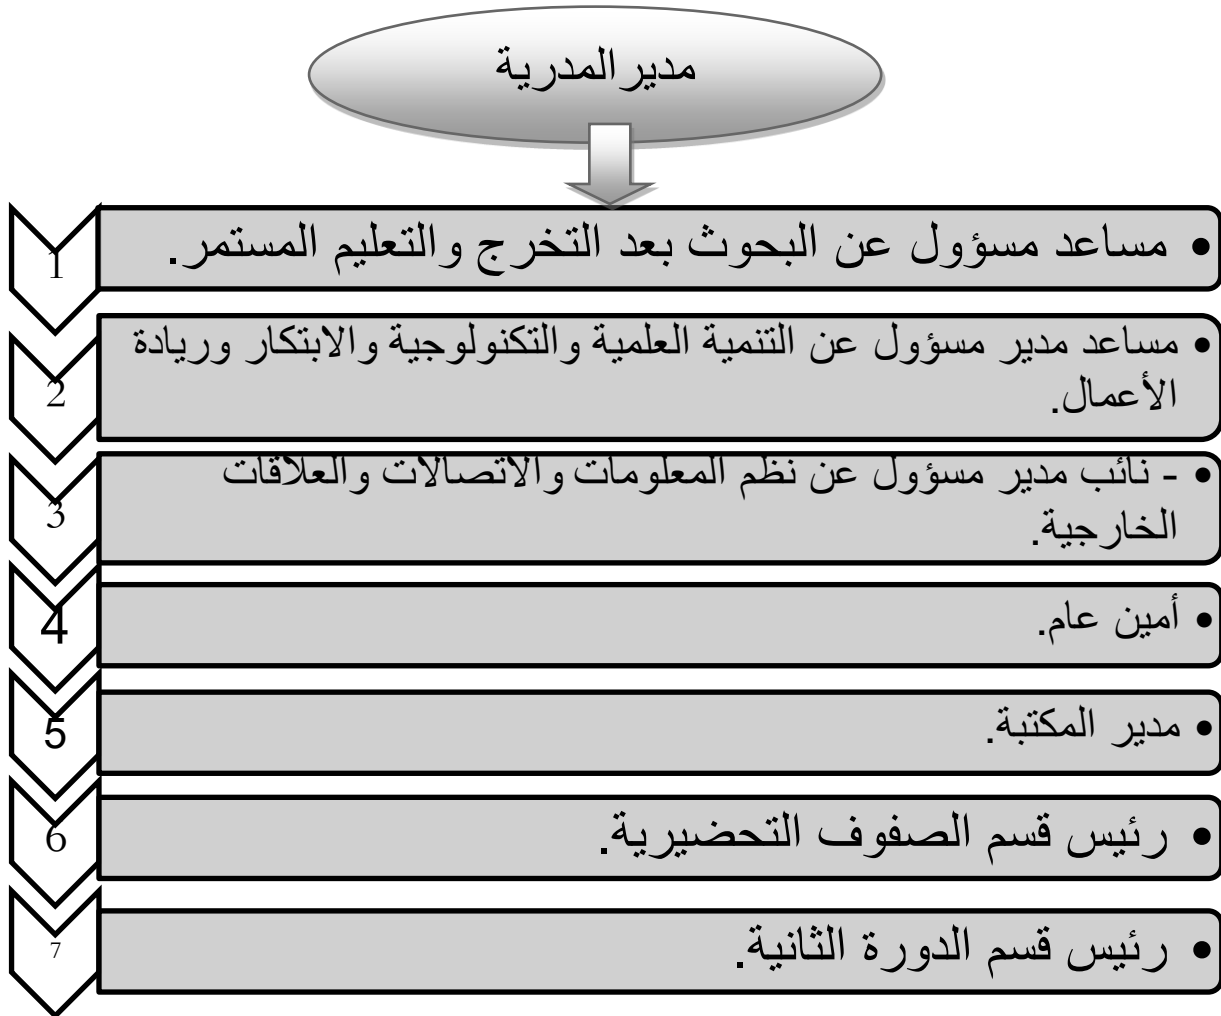 مدير المدرية
1
• مساعد مسؤول عن البحوث بعد التخرج والتعليم المستمر.
2
• مساعد مدير مسؤول عن التنمية العلمية والتكنولوجية والابتكار وريادة
الأعمال.
3
• - نائب مدير مسؤول عن نظم المعلومات والاتصالات والعلاقات
الخارجية.
4
• أمين عام.
5
• مدير المكتبة.
6
• رئيس قسم الصفوف التحضيرية.
7
• رئيس قسم الدورة الثانية.